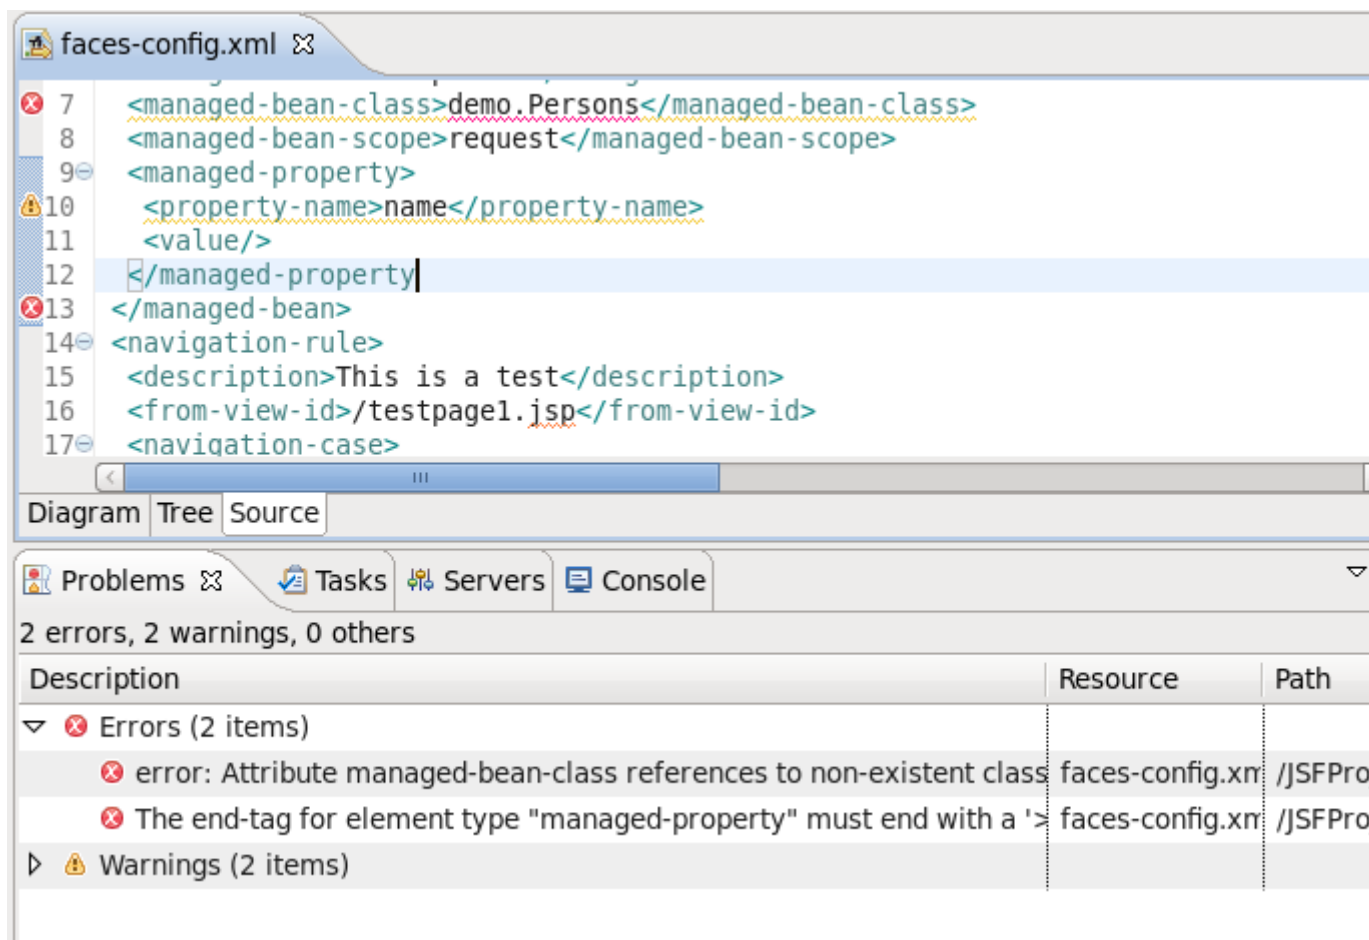 faces-config.xml
7 <managed-bean-class>demo.Persons</managed-bean-class>
8 <managed-bean-scope>request</managed-bean-scope>
9 <managed-property>
10 <property-name>name</property-name>
11 <value/>
12 </managed-property
13 </managed-bean>
14 <navigation-rule>
15 <description>This is a test</description>
16 <from-view-id>/testpage1.jsp</from-view-id>
17 <navigation-case>
Diagram Tree Source
Problems Tasks Servers Console
2 errors, 2 warnings, 0 others
Description Resource Path
Errors (2 items)
error: Attribute managed-bean-class references to non-existent class faces-config.xm /JSFPro
The end-tag for element type "managed-property" must end with a '> faces-config.xm /JSFPro
Warnings (2 items)